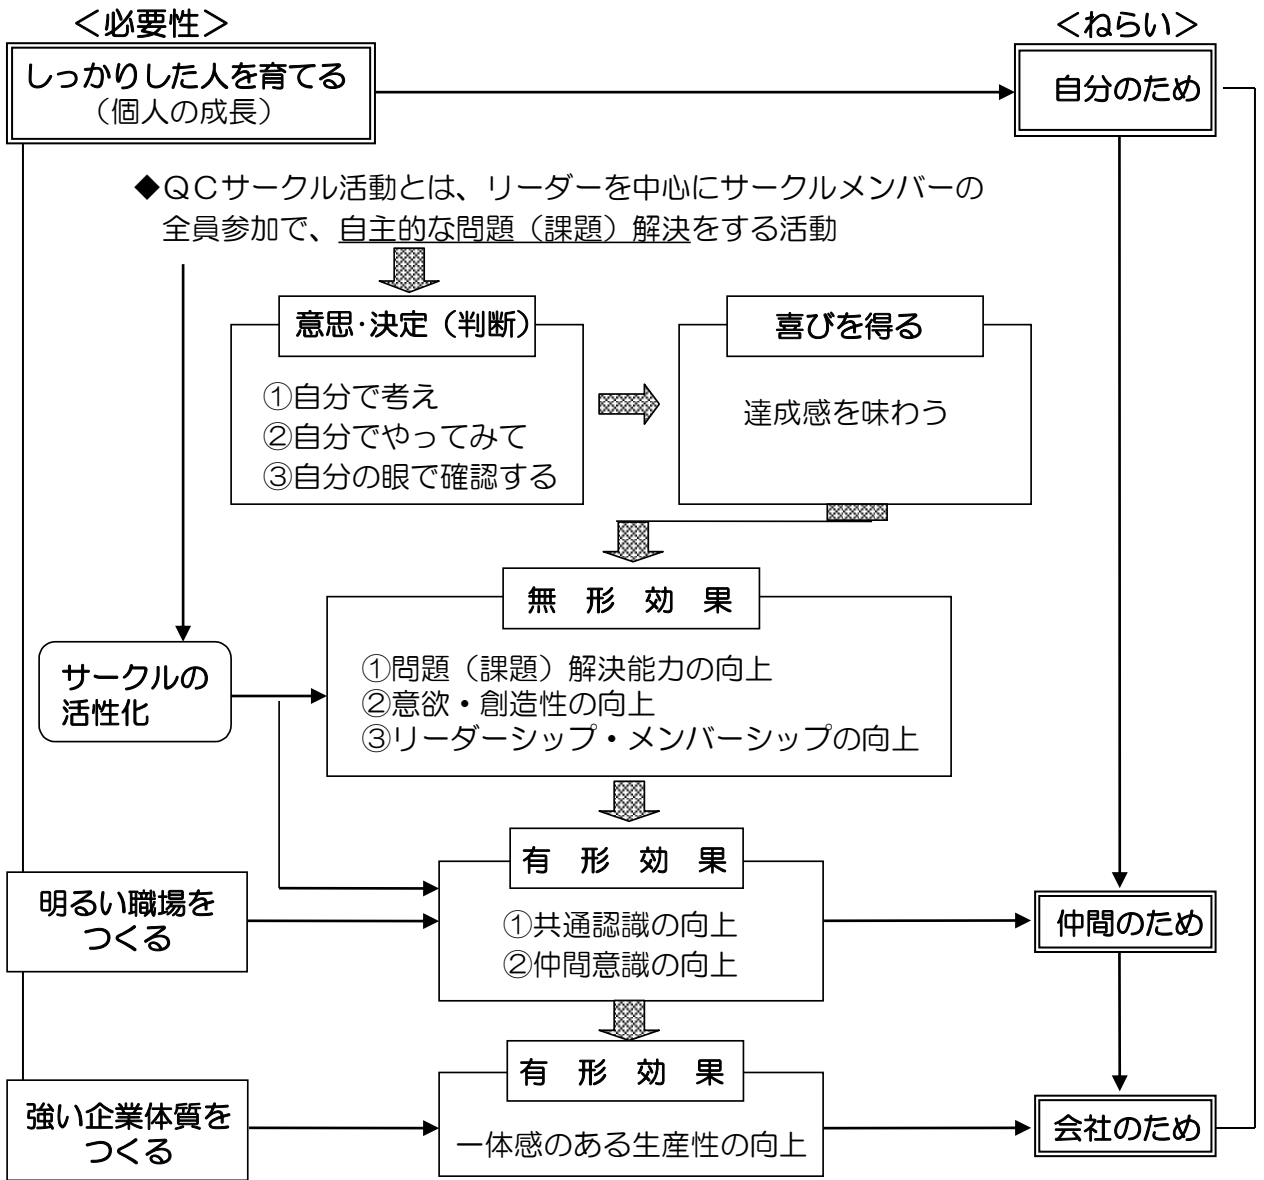 ＜必要性＞
＜ねらい＞
しっかりした人を育てる
（個人の成長）
自分のため
◆ＱＣサークル活動とは、リーダーを中心にサークルメンバーの
全員参加で、自主的な問題（課題）解決をする活動
意思・決定（判断）
①自分で考え
②自分でやってみて
③自分の眼で確認する
喜びを得る
達成感を味わう
無　形　効　果
①問題（課題）解決能力の向上
②意欲・創造性の向上
③リーダーシップ・メンバーシップの向上
サークルの
活性化
有　形　効　果
①共通認識の向上
②仲間意識の向上
明るい職場を
つくる
仲間のため
有　形　効　果
一体感のある生産性の向上
強い企業体質を
つくる
会社のため